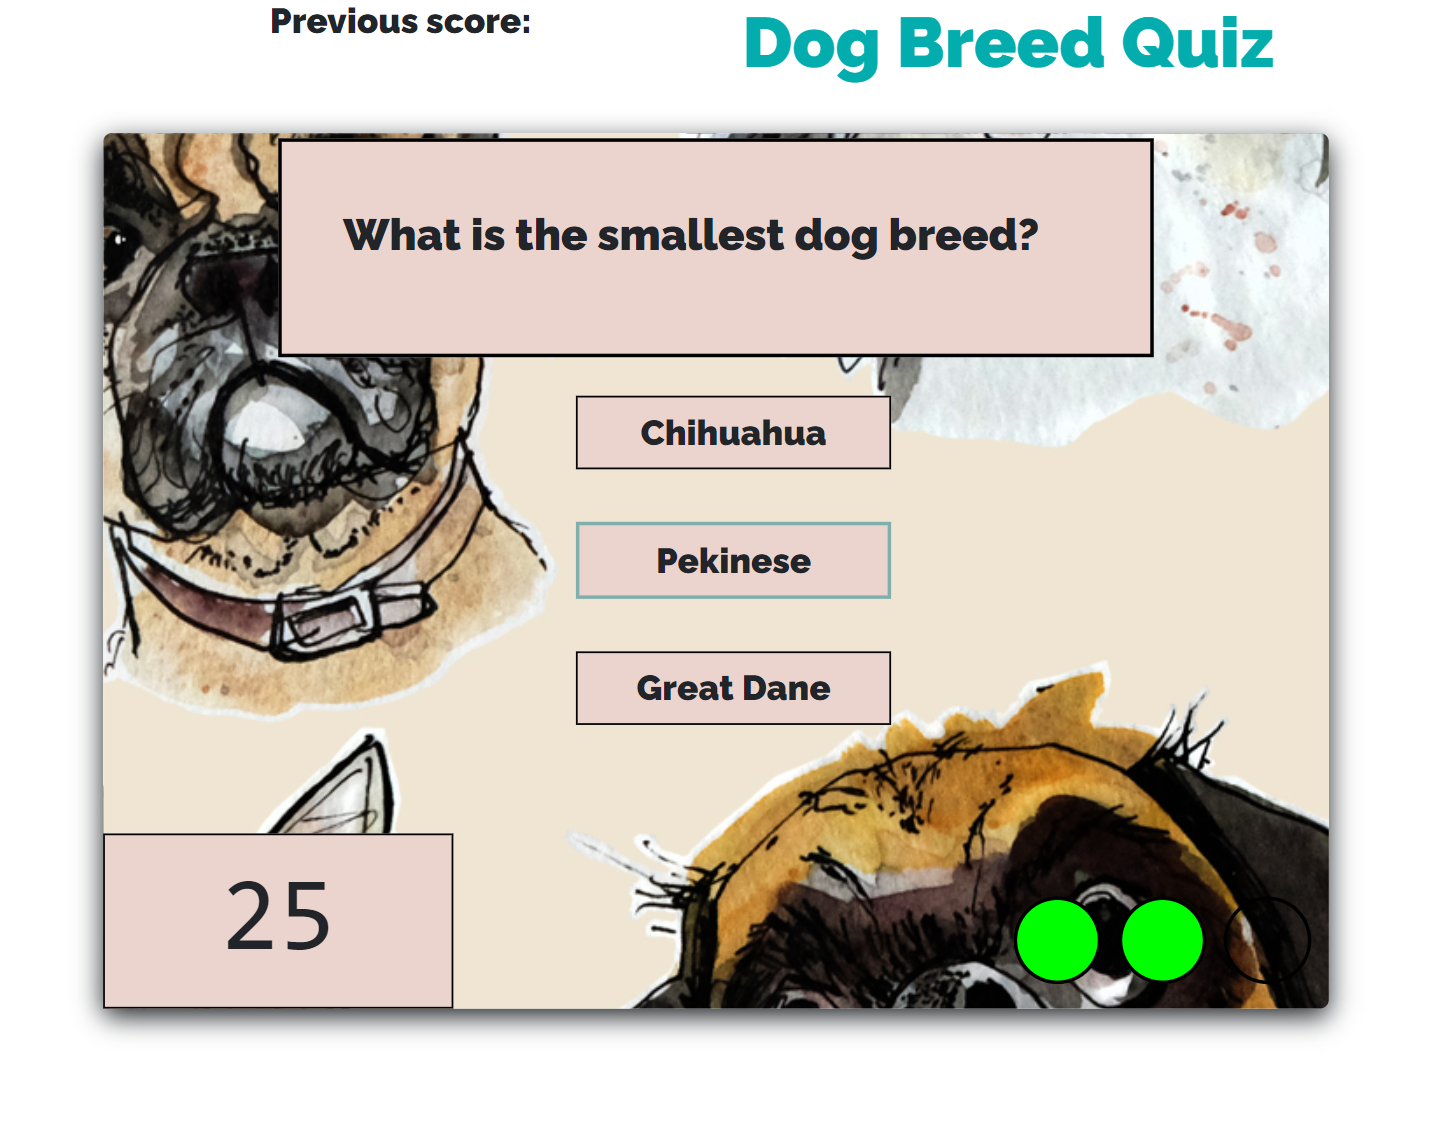 Previous score:
Dog Breed Quiz
What is the smallest dog breed?
Chihuahua
Pekinese
Great Dane
25